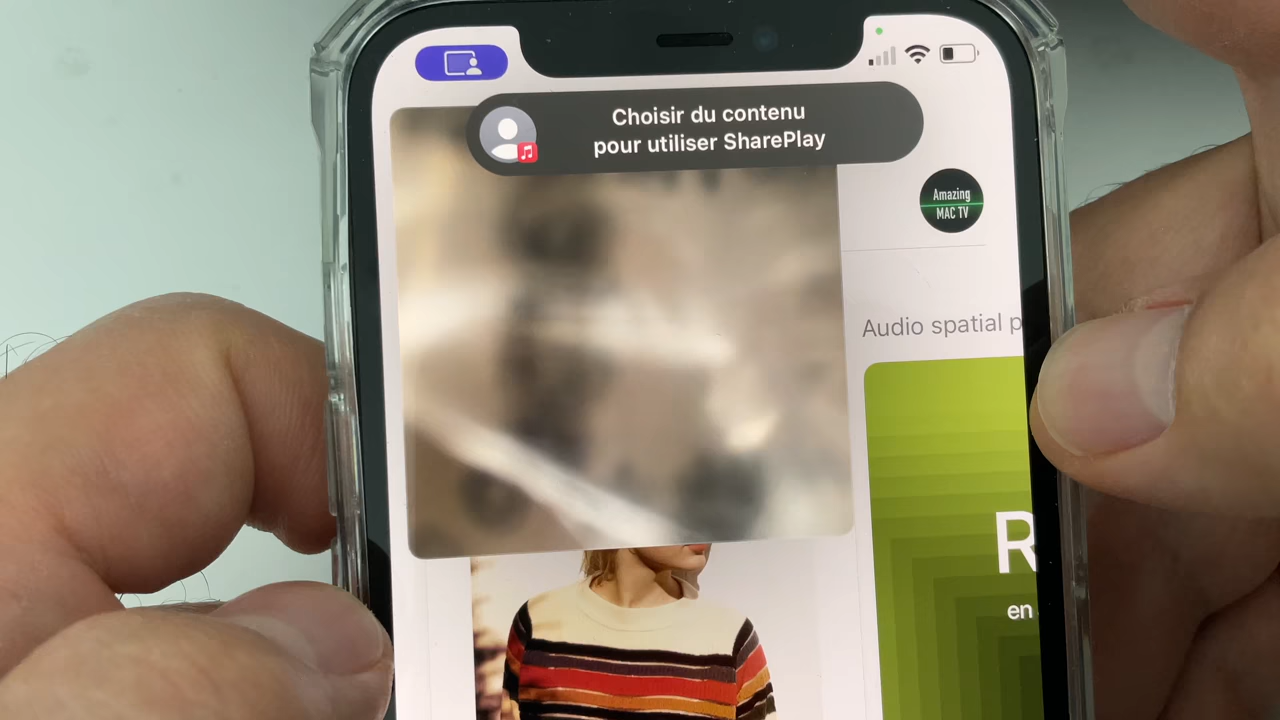 Choisir du contenu
pour utiliser SharePlay
Amazing
MAC TV
Audio spatial p
R
en